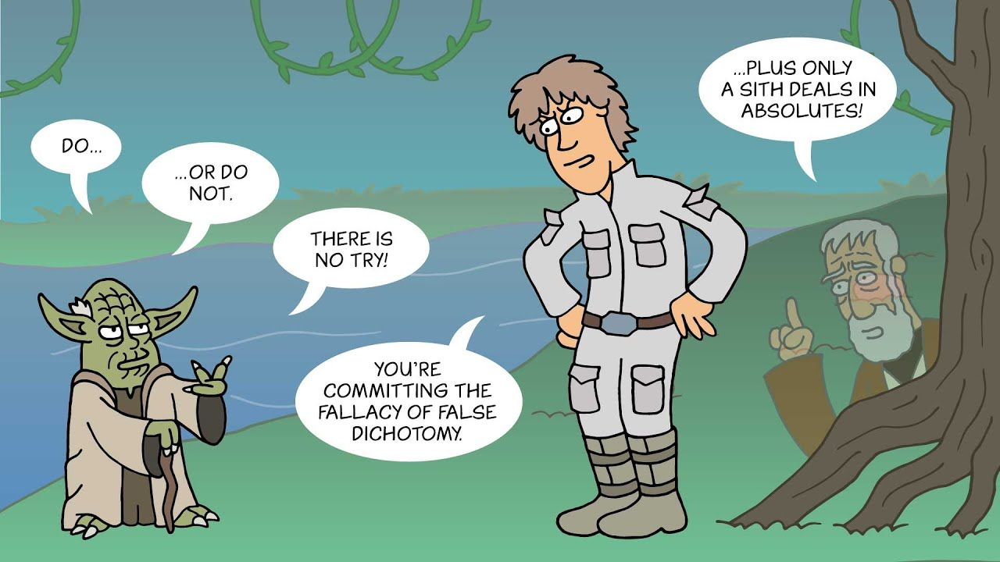 DO...
...OR DO
NOT.
THERE IS
NO TRY!
YOU'RE
COMMITTING THE
FALLACY OF FALSE
DICHOTOMY.
...PLUS ONLY
A SITH DEALS IN
ABSOLUTES!